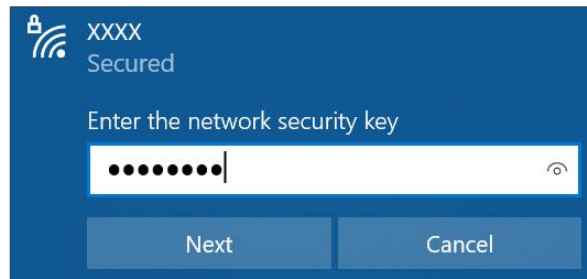 XXXX
Secured
Enter the network security key
••••••••
Next Cancel